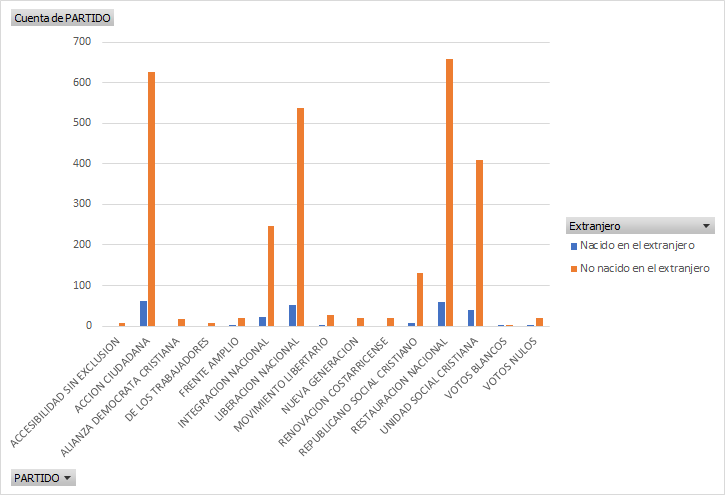 Cuenta de PARTIDO
700
600
500
400
300
200
100
0
ACCESIBILIDAD SIN EXCLUSION
ACCION CIUDADANA
ALIANZA DEMOCRATA CRISTIANA
DE LOS TRABAJADORES
FRENTE AMPLIO
INTEGRACION NACIONAL
LIBERACION NACIONAL
MOVIMIENTO LIBERTARIO
NUEVA GENERACION
RENOVACION COSTARRICENSE
REPUBLICANO SOCIAL CRISTIANO
RESTAURACION NACIONAL
UNIDAD SOCIAL CRISTIANA
VOTOS BLANCOS
VOTOS NULOS
Extranjero
Nacido en el extranjero
No nacido en el extranjero
PARTIDO